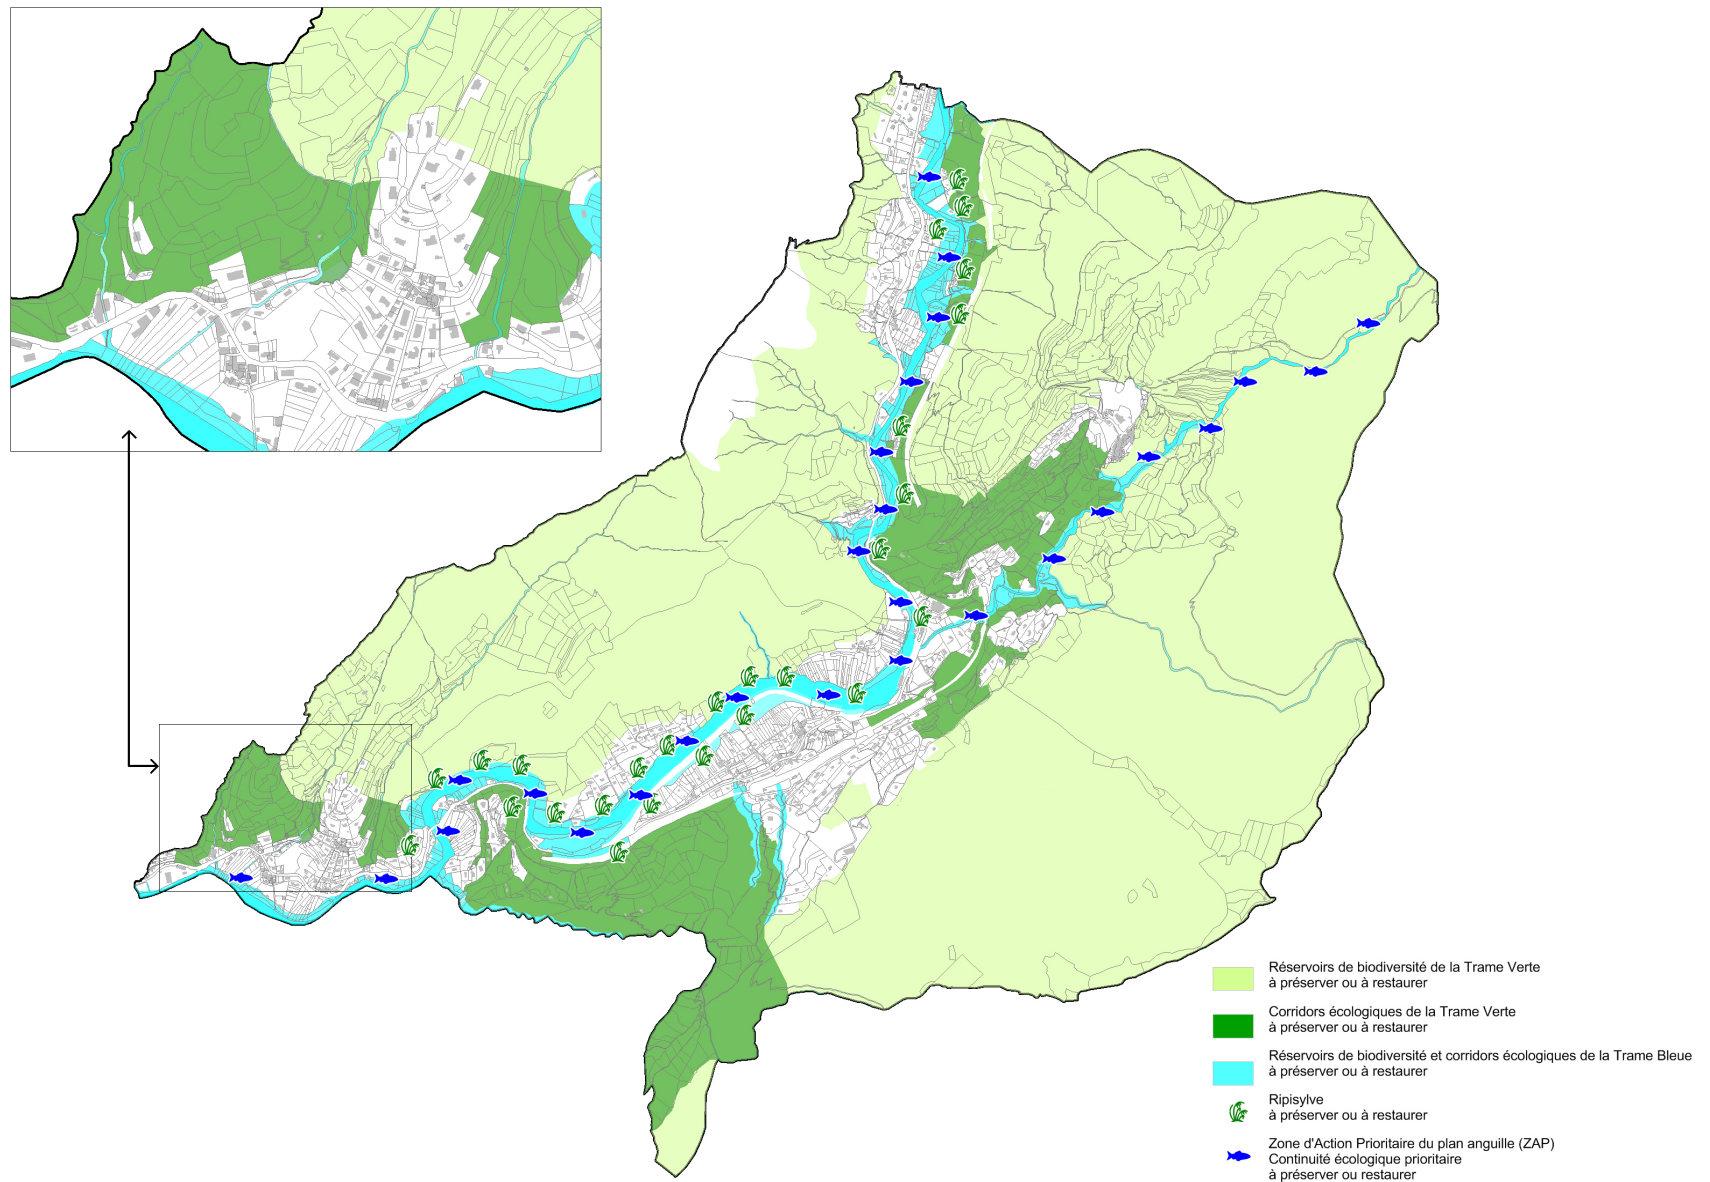 Réservoirs de biodiversité de la Trame Verte
à préserver ou à restaurer
Corridors écologiques de la Trame Verte
à préserver ou à restaurer
Réservoirs de biodiversité et corridors écologiques de la Trame Bleue
à préserver ou à restaurer
Ripisylve
à préserver ou à restaurer
Zone d'Action Prioritaire du plan anguille (ZAP)
Continuité écologique prioritaire
à préserver ou restaurer